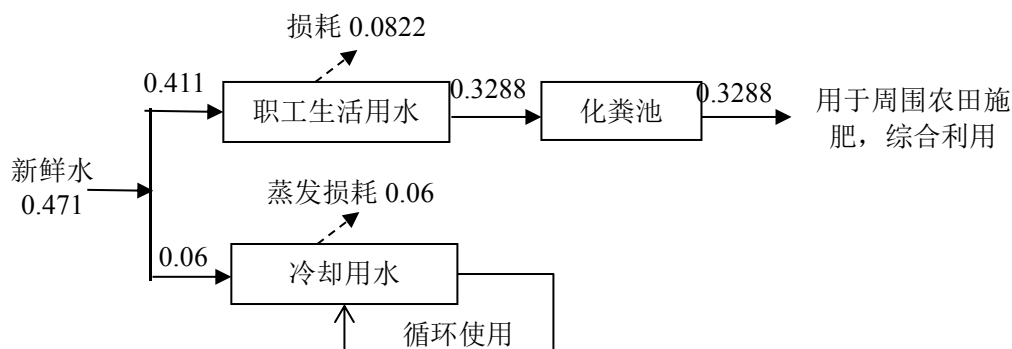 损耗 0.0822
0.411
职工生活用水
0.3288
化粪池
0.3288
用于周围农田施
肥，综合利用
新鲜水
0.471
蒸发损耗 0.06
0.06
冷却用水
循环使用